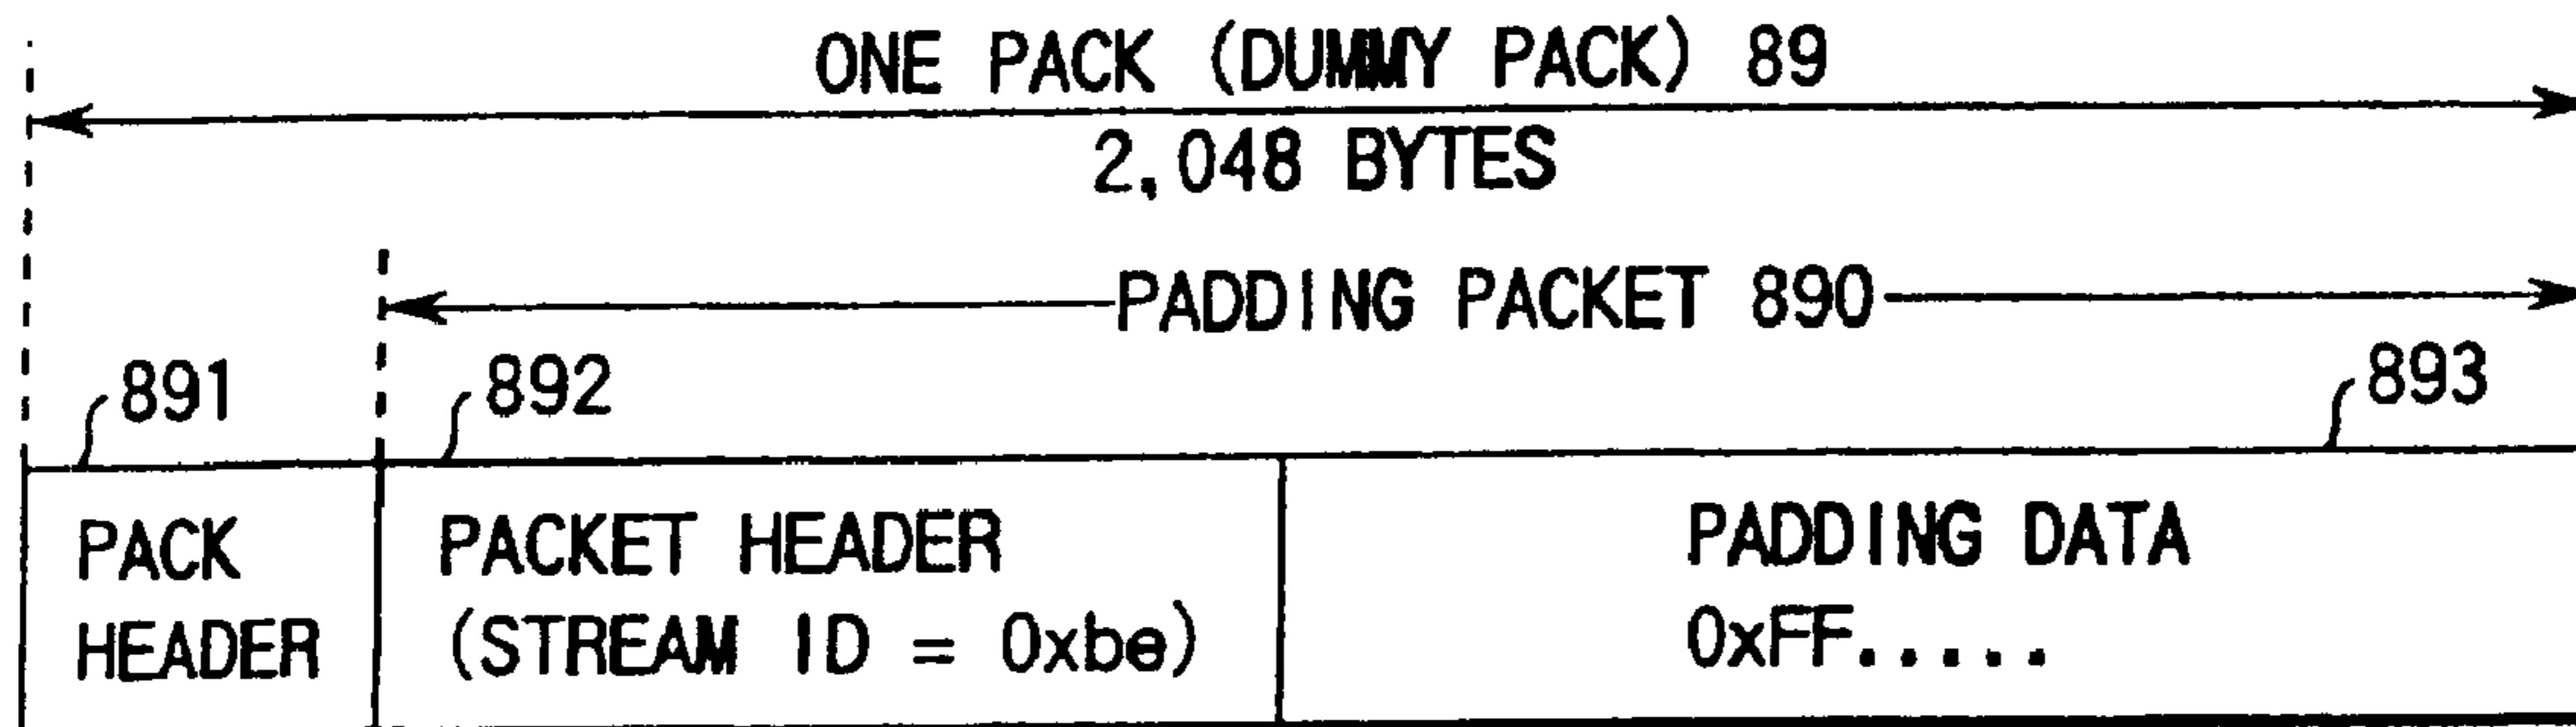 ONE PACK (DUMMY PACK) 89
2,048 BYTES
PADDING PACKET 890
891
892
893
PACK HEADER
PACKET HEADER
(STREAM ID = 0xbe)
PADDING DATA
0xFF.....